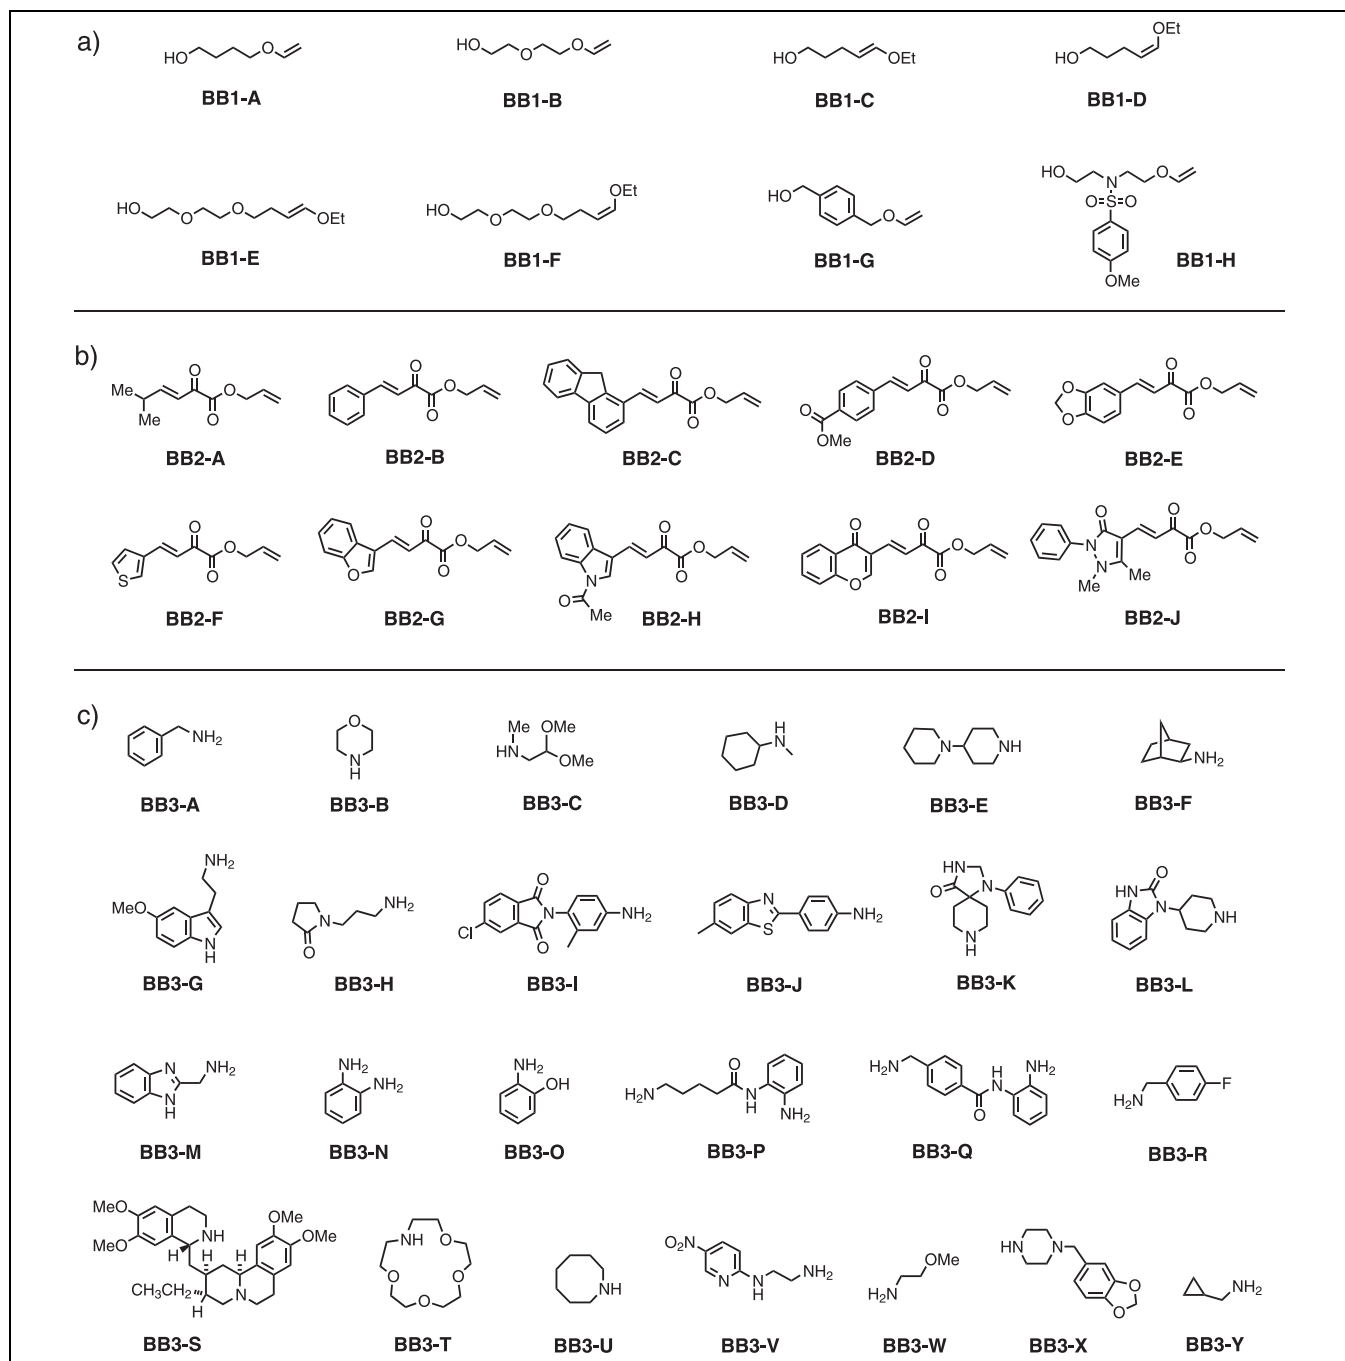 a)
HO O
BB1-A
HO O O
BB1-B
HO OEt
BB1-C
HO OEt
BB1-D
HO O O OEt
BB1-E
HO O O OEt
BB1-F
HO O
BB1-G
HO N O
O S O
OMe
BB1-H
b)
Me Me O O O
BB2-A
O O O
BB2-B
O O O
BB2-C
O OMe O O O
BB2-D
O O O O O
BB2-E
S O O O
BB2-F
O O O O
BB2-G
N O Me O O O
BB2-H
O O O O O
BB2-I
O N N Me Me O O O
BB2-J
c)
NH2
BB3-A
O
N
H
BB3-B
Me OMe
HN OMe
BB3-C
H
N
BB3-D
N NH
BB3-E
NH2
BB3-F
NH2
MeO
N
H
BB3-G
NH2
N
O
BB3-H
O
Cl N NH2
O
BB3-I
N
S NH2
BB3-J
HN
O N
N
H
BB3-K
O
HN N
NH
BB3-L
N NH2
N
H
BB3-M
NH2
NH2
BB3-N
NH2
OH
BB3-O
O
H2N N
H NH2
BB3-P
H2N H NH2
N
O
BB3-Q
F
H2N
BB3-R
MeO
MeO NH OMe
OMe
H H H
CH3CH2 N
H
BB3-S
NH O
O O
O
BB3-T
NH
BB3-U
O2N
N N NH2
H
BB3-V
OMe
H2N
BB3-W
HN N
O
O
BB3-X
NH2
BB3-Y